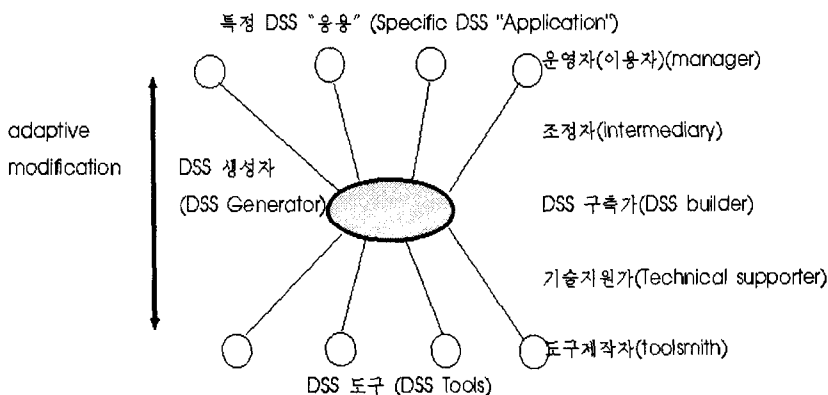 특정 DSS "응용" (Specific DSS "Application")
운영자(이용자)(manager)
adaptive
modification
조정자(intermediary)
DSS 생성자
(DSS Generator)
DSS 구축가(DSS builder)
기술지원가(Technical supporter)
도구제작자(toolsmith)
DSS 도구 (DSS Tools)